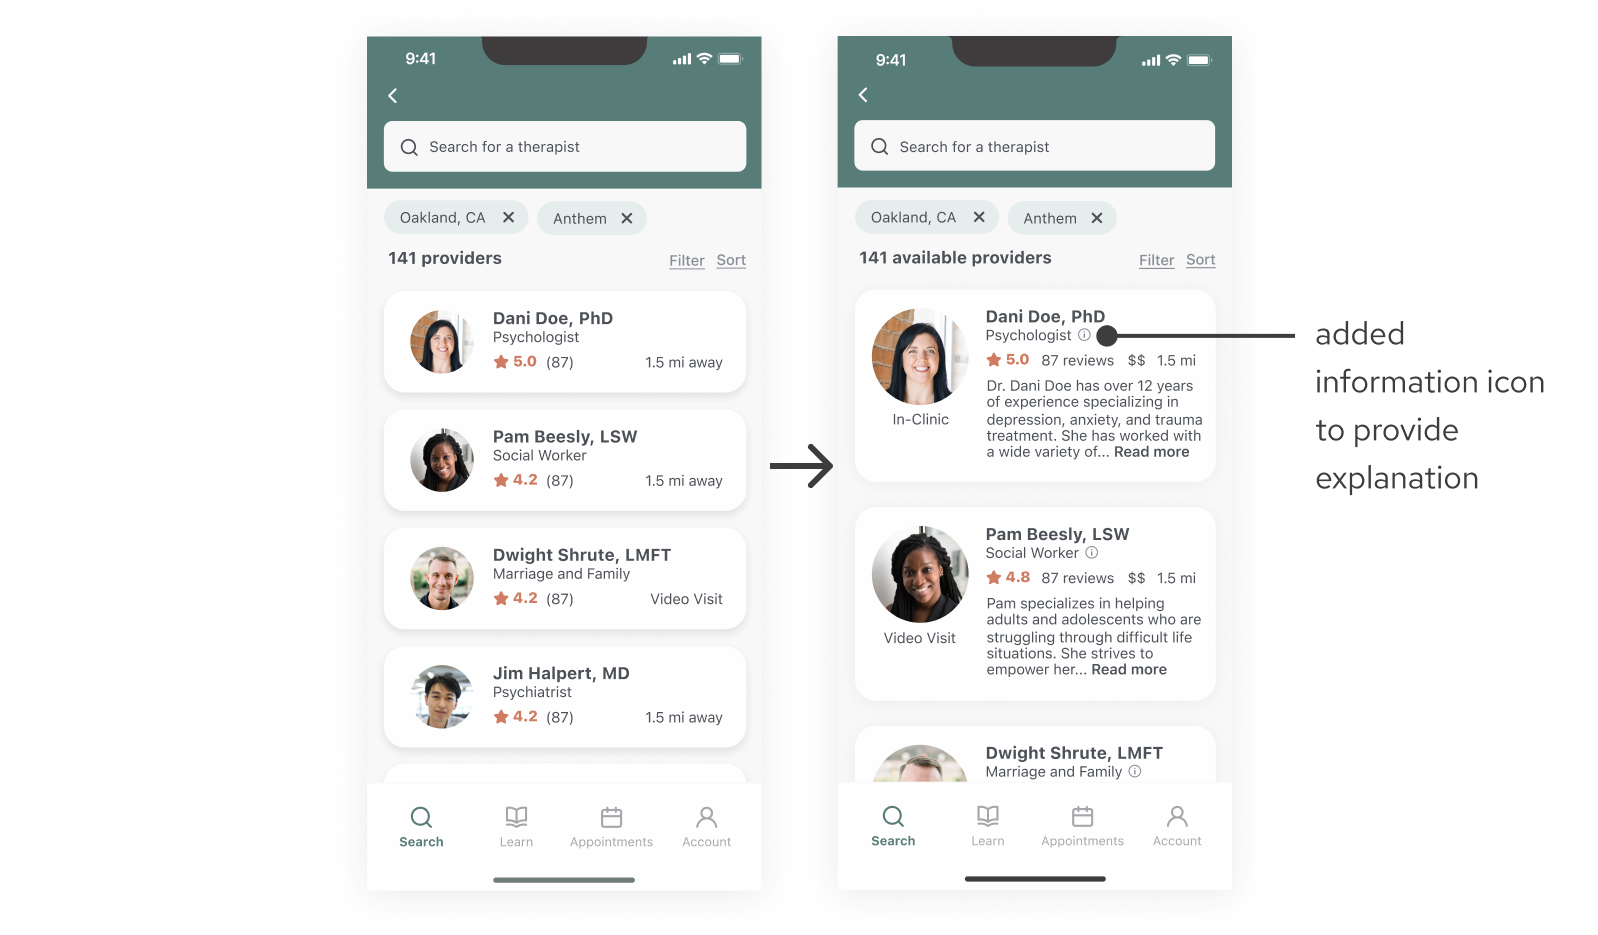 9:41
Search for a therapist
Oakland, CA
Anthem
141 providers
Filter Sort
Dani Doe, PhD
Psychologist
5.0 (87) 1.5 mi away
Pam Beesly, LSW
Social Worker
4.2 (87) 1.5 mi away
Dwight Shrute, LMFT
Marriage and Family
4.2 (87) Video Visit
Jim Halpert, MD
Psychiatrist
4.2 (87) 1.5 mi away
Search Learn Appointments Account
9:41
Search for a therapist
Oakland, CA
Anthem
141 available providers
Filter Sort
Dani Doe, PhD
Psychologist
5.0 87 reviews $$ 1.5 mi
Dr. Dani Doe has over 12 years
of experience specializing in
depression, anxiety, and trauma
treatment. She has worked with
a wide variety of... Read more
In-Clinic
Pam Beesly, LSW
Social Worker
4.8 87 reviews $$ 1.5 mi
Pam specializes in helping
adults and adolescents who are
struggling through difficult life
situations. She strives to
empower her... Read more
Video Visit
Dwight Shrute, LMFT
Marriage and Family
Search Learn Appointments Account
added
information icon
to provide
explanation